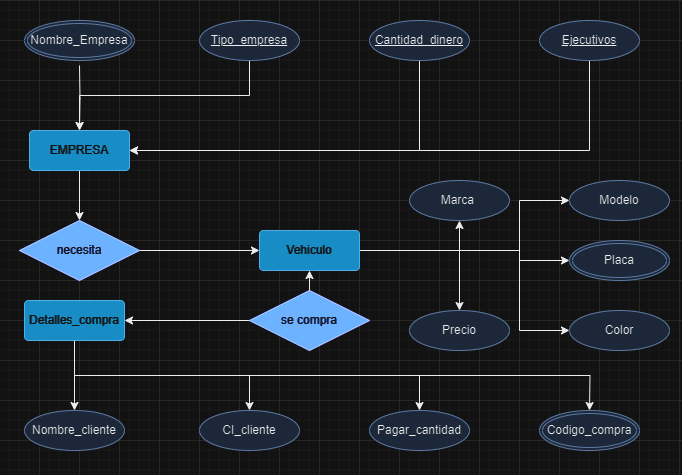 Nombre_Empresa
Tipo_empresa
Cantidad_dinero
Ejecutivos
EMPRESA
Marca
Modelo
necesita
Vehiculo
Placa
Detalles_compra
se compra
Precio
Color
Nombre_cliente
CI_cliente
Pagar_cantidad
Codigo_compra